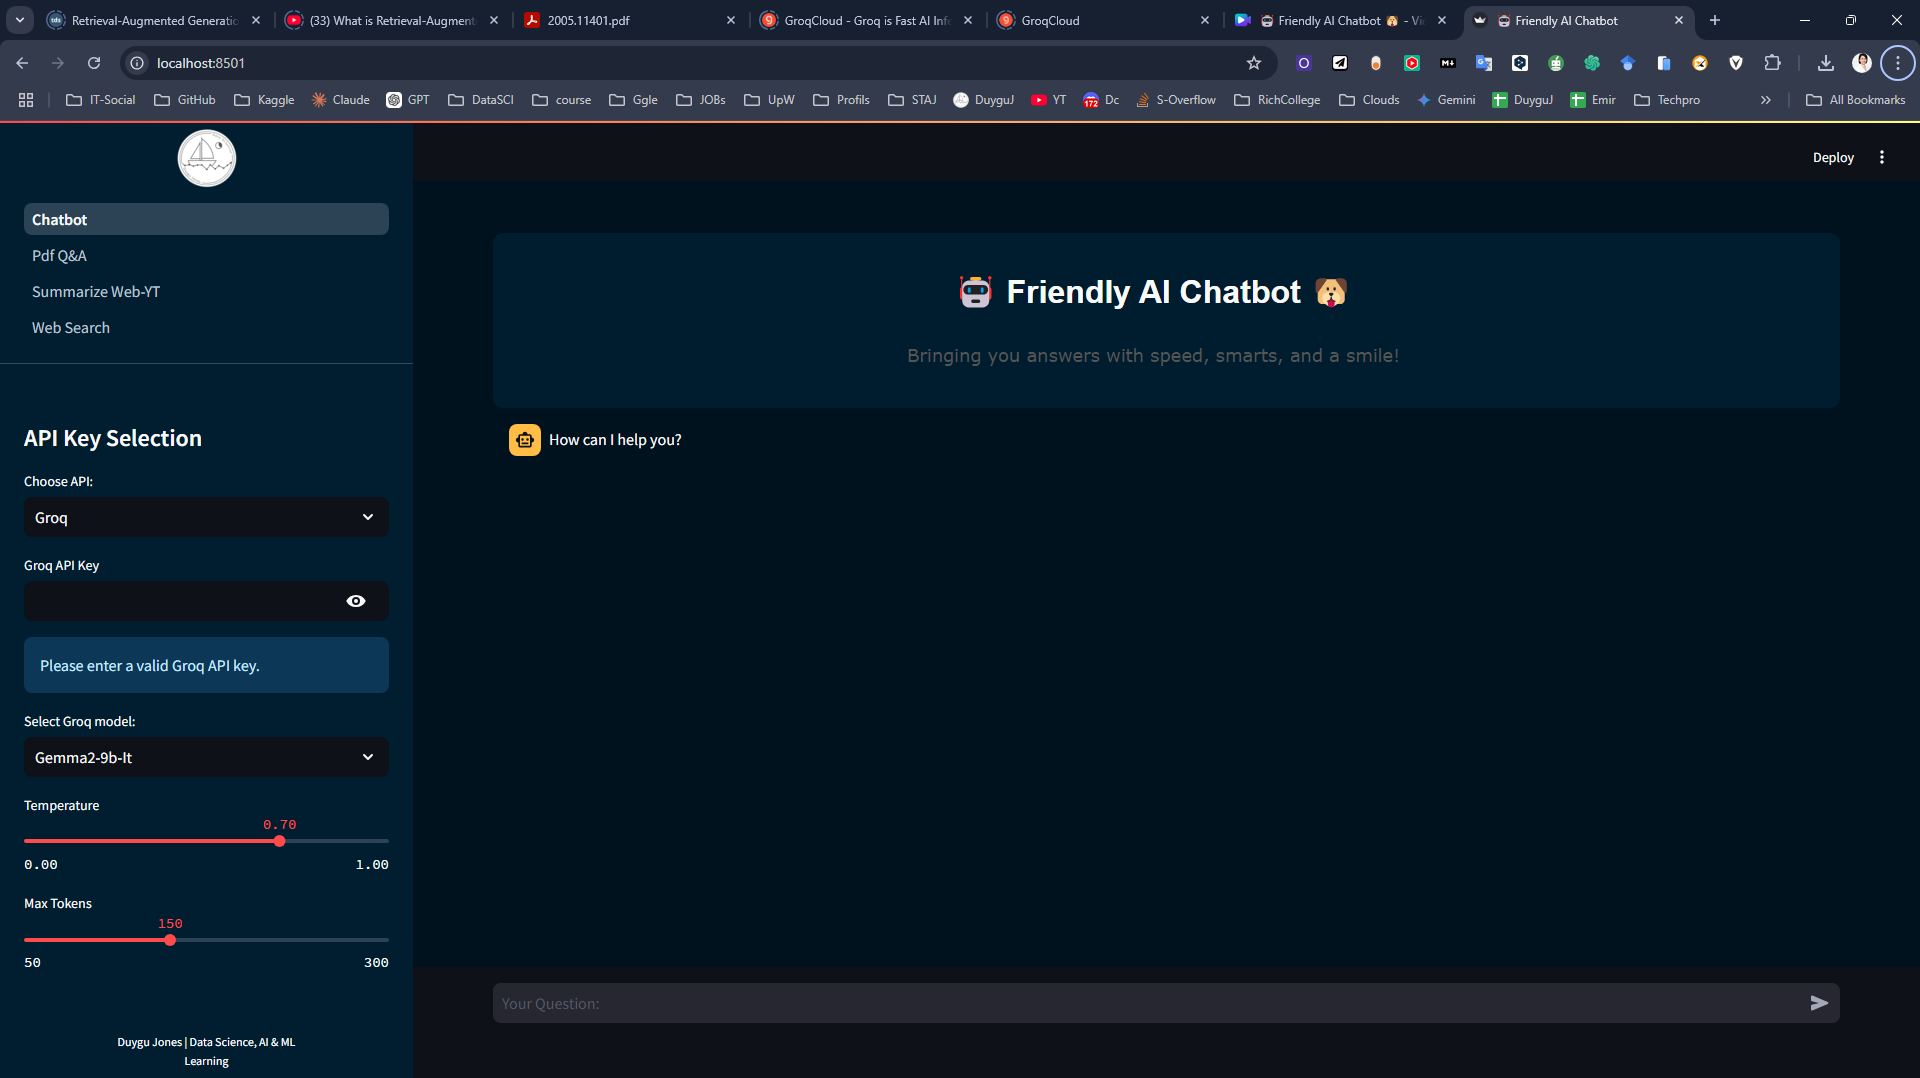 Retrieval-Augmented Generatio
(33) What is Retrieval-Augment
2005.11401.pdf
GroqCloud - Groq is Fast AI Infe
GroqCloud
Friendly AI Chatbot - Vi
Friendly AI Chatbot
localhost:8501
IT-Social
GitHub
Kaggle
Claude
GPT
DataSCI
course
Ggle
JOBs
UpW
Profils
STAJ
DuyguJ
YT
172
Dc
S-Overflow
RichCollege
Clouds
Gemini
DuyguJ
Emir
Techpro
All Bookmarks
Deploy
Chatbot
Pdf Q&A
Summarize Web-YT
Web Search
API Key Selection
Choose API:
Groq
Groq API Key
Please enter a valid Groq API key.
Select Groq model:
Gemma2-9b-It
Temperature
0.70
0.00 1.00
Max Tokens
150
50 300
Duygu Jones | Data Science, AI & ML
Learning
Friendly AI Chatbot
Bringing you answers with speed, smarts, and a smile!
How can I help you?
Your Question: